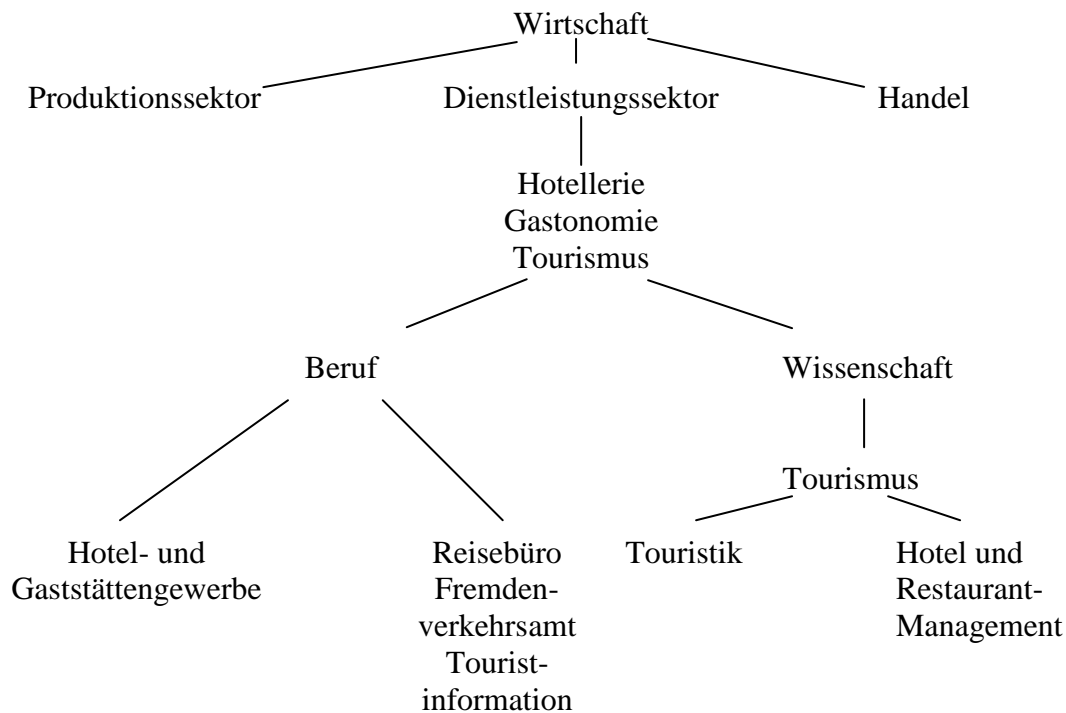 Wirtschaft
Produktionssektor Dienstleistungssektor Handel
Hotellerie
Gastonomie
Tourismus
Beruf Wissenschaft
Tourismus
Hotel- und Reisebüro Touristik Hotel und
Gaststättengewerbe Fremden- Restaurant-
verkehrsamt Management
Tourist-
information